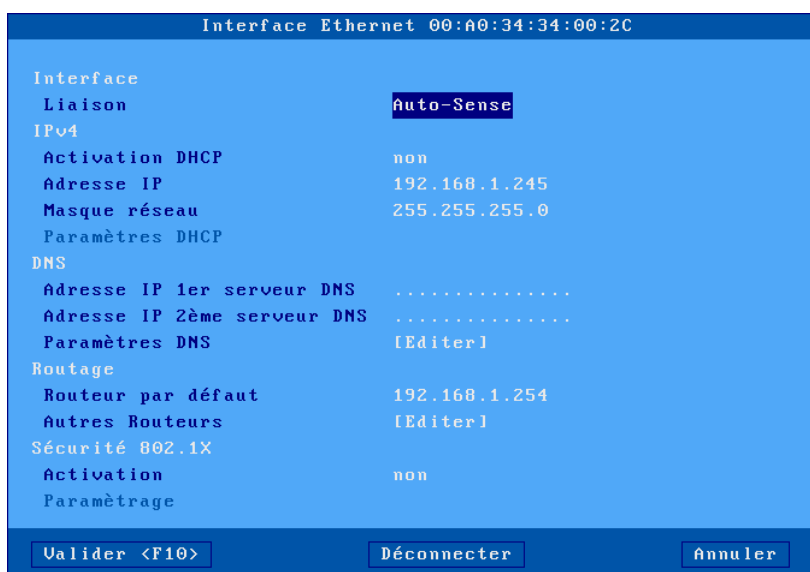 Interface Ethernet 00:A0:34:34:00:2C
Interface
Liaison Auto-Sense
IPv4
Activation DHCP non
Adresse IP 192.168.1.245
Masque réseau 255.255.255.0
Paramètres DHCP
DNS
Adresse IP 1er serveur DNS ...............
Adresse IP 2ème serveur DNS ...............
Paramètres DNS [Editer]
Routage
Routeur par défaut 192.168.1.254
Autres Routeurs [Editer]
Sécurité 802.1X
Activation non
Paramètrage
Valider <F10> Déconnecter Annuler